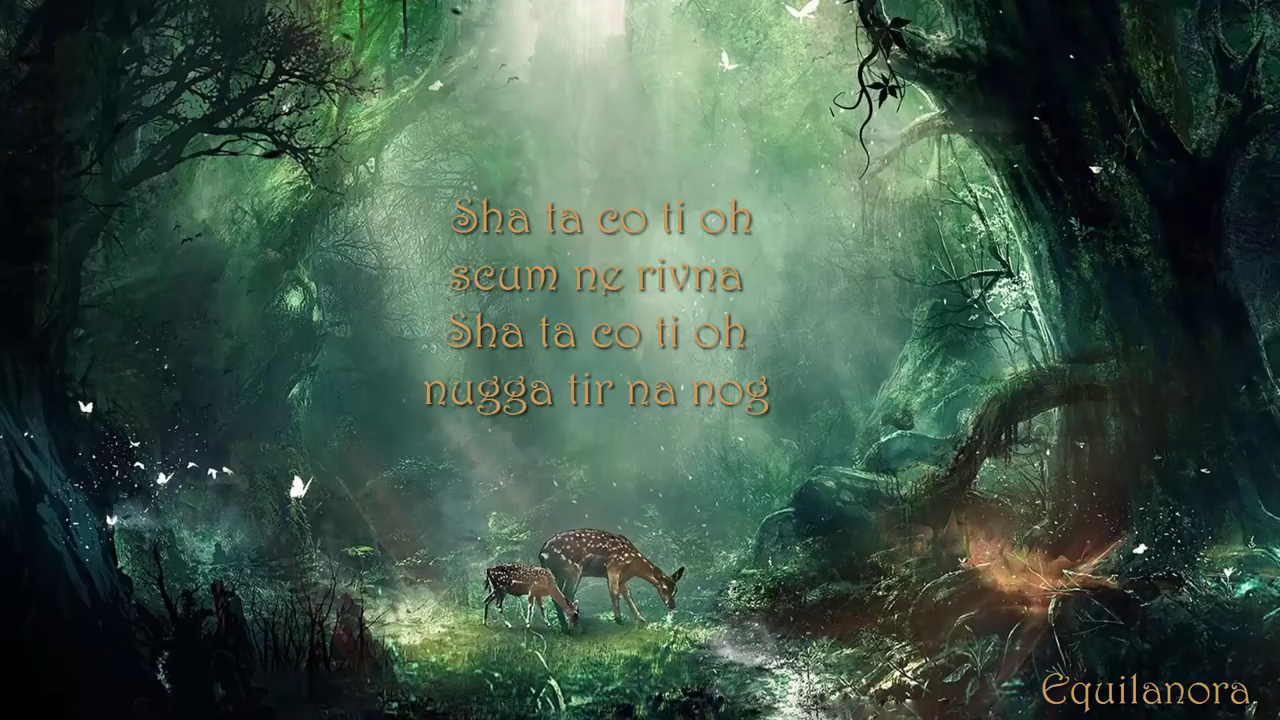 Sha ta co ti oh
scum ne rivna
Sha ta co ti oh
nugga tir na nog
Equilanora